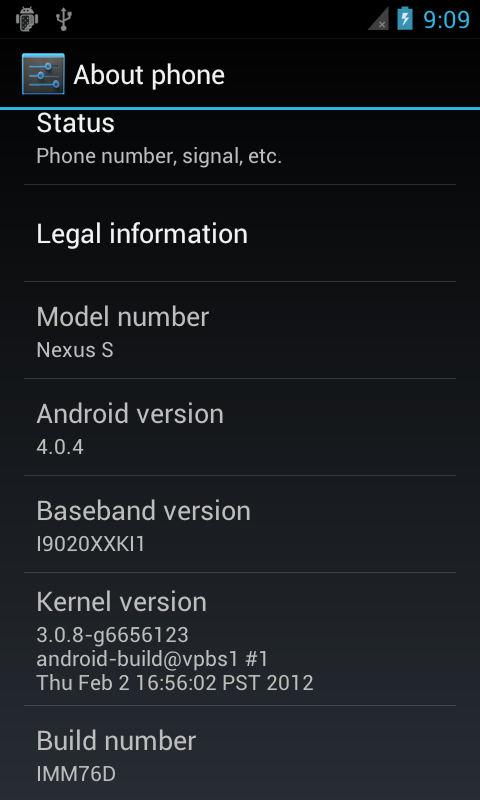 9:09
About phone
Status
Phone number, signal, etc.
Legal information
Model number
Nexus S
Android version
4.0.4
Baseband version
I9020XXKI1
Kernel version
3.0.8-g6656123
android-build@vpbs1 #1
Thu Feb 2 16:56:02 PST 2012
Build number
IMM76D